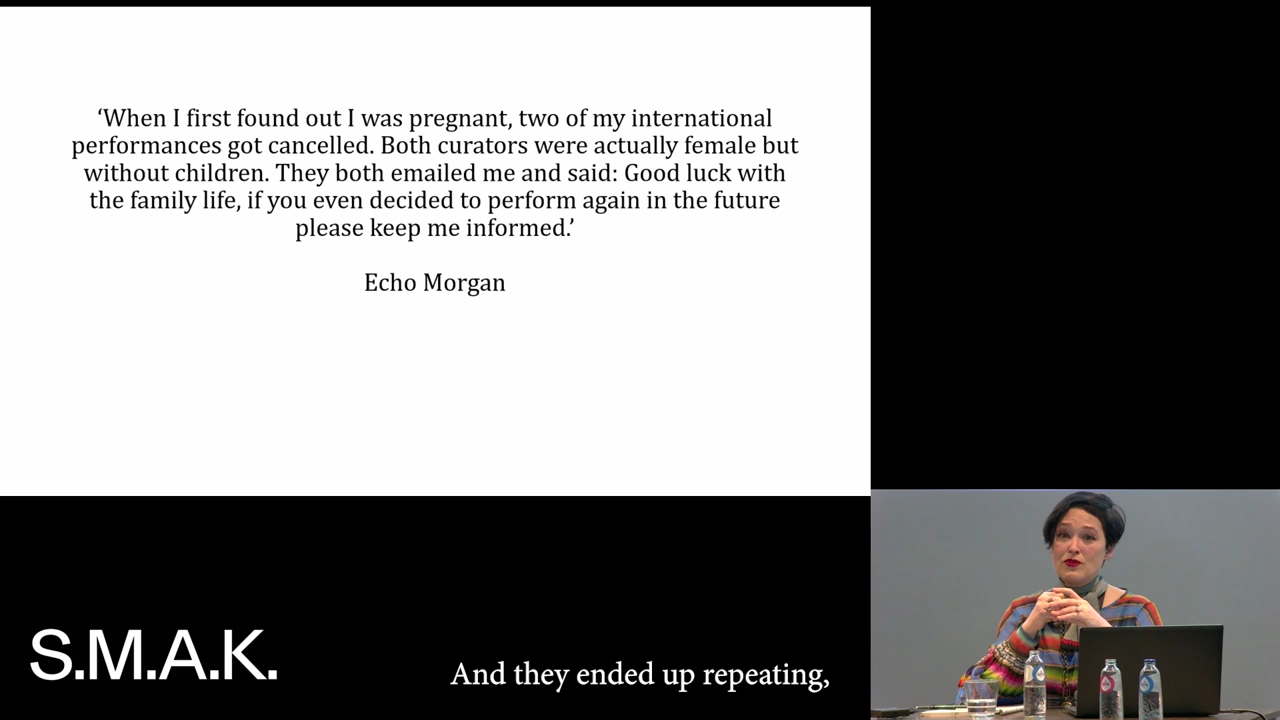 ‘When I first found out I was pregnant, two of my international
performances got cancelled. Both curators were actually female but
without children. They both emailed me and said: Good luck with
the family life, if you even decided to perform again in the future
please keep me informed.’
Echo Morgan
S.M.A.K.
And they ended up repeating,